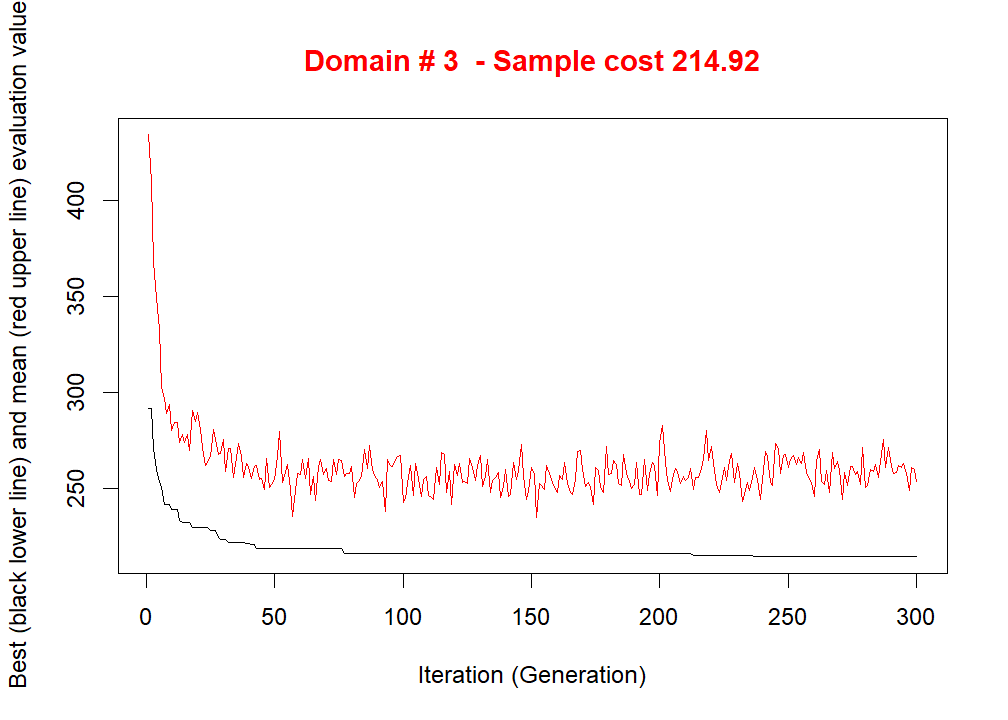 Domain # 3  - Sample cost 214.92
Best (black lower line) and mean (red upper line) evaluation value
400
350
300
250
0 50 100 150 200 250 300
Iteration (Generation)